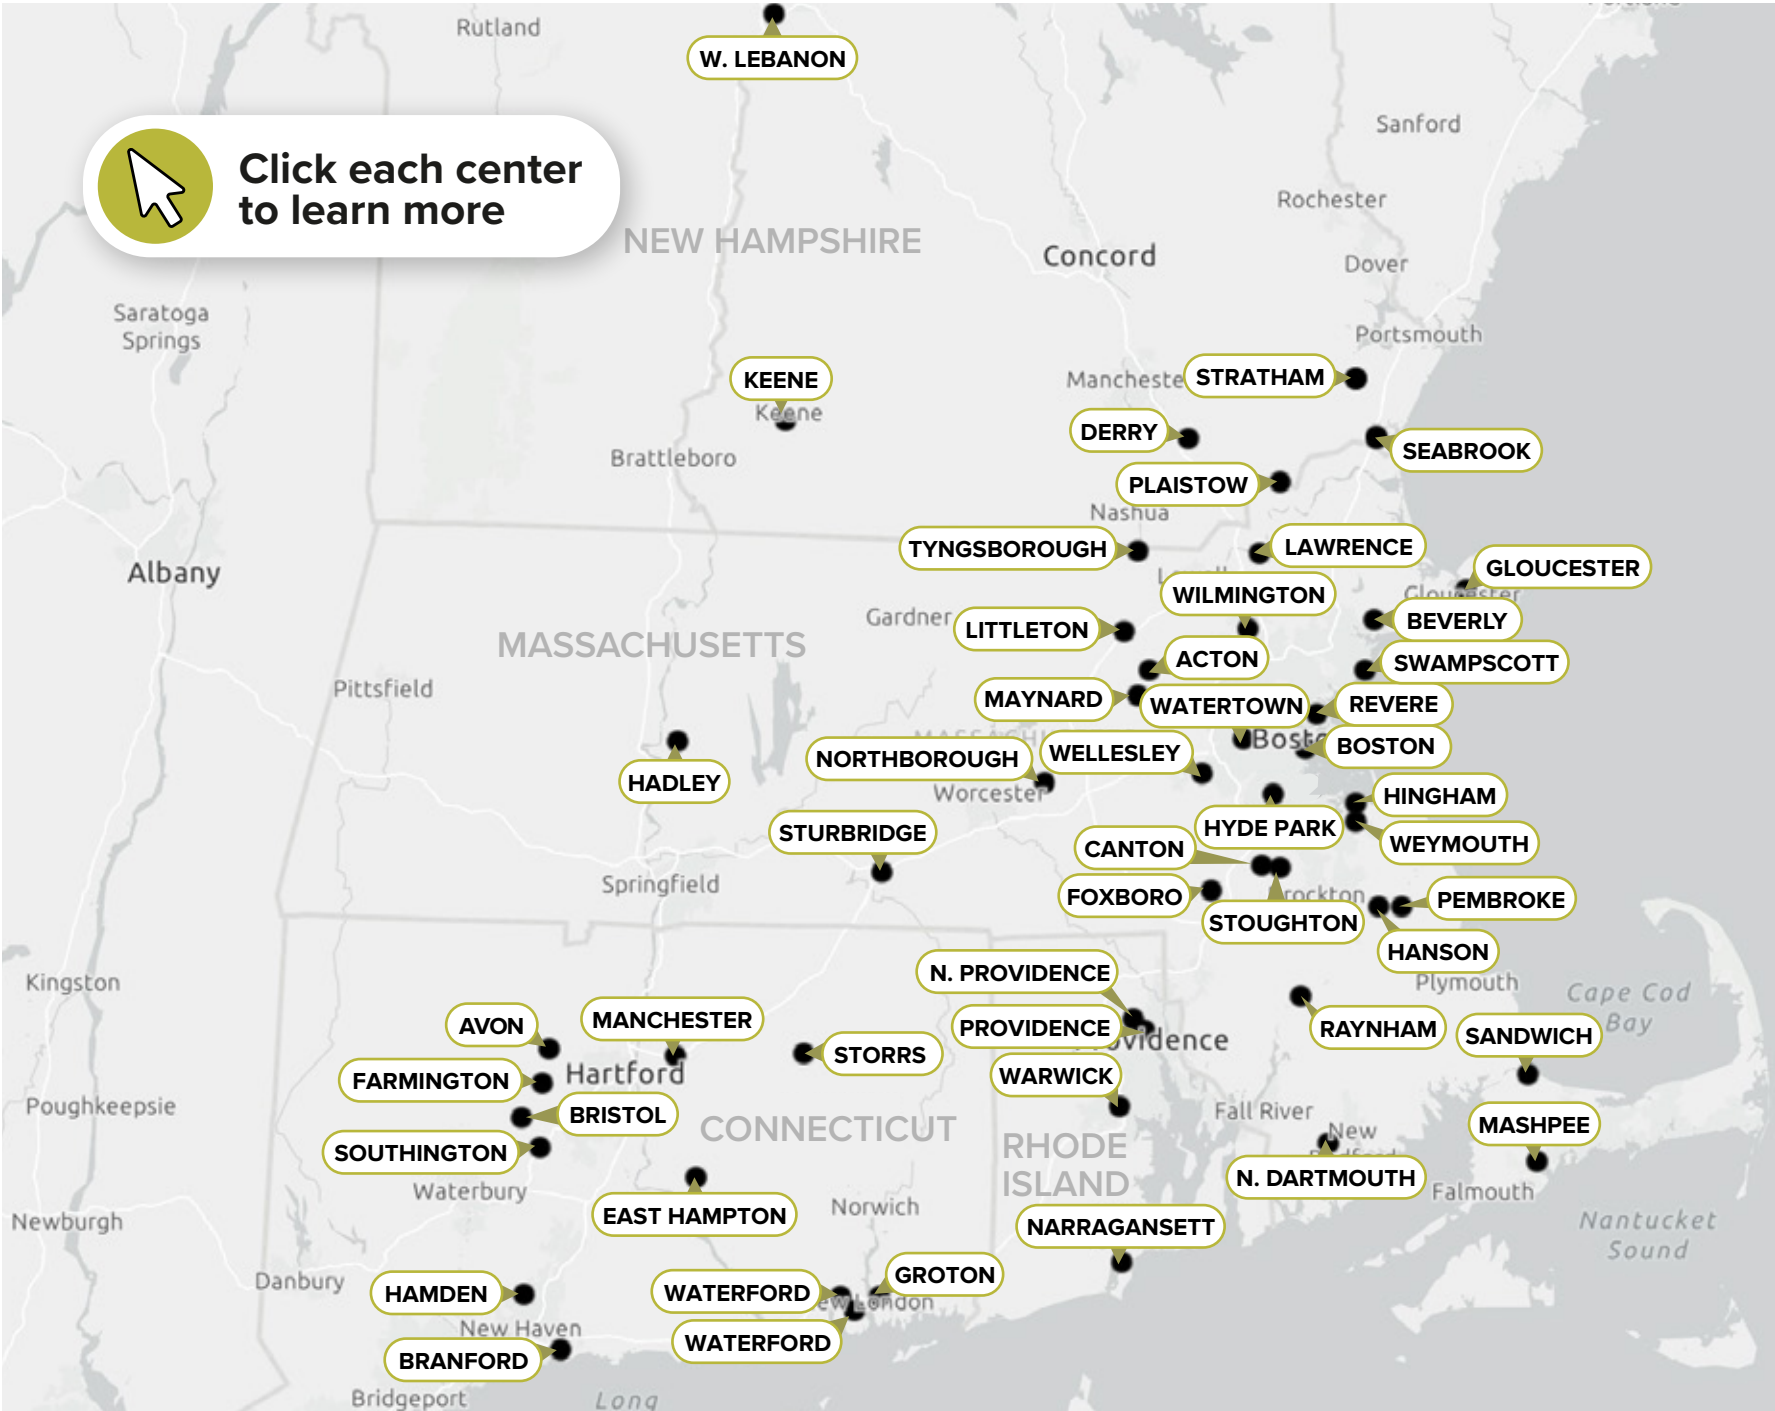 Rutland
W. LEBANON
Sanford
Click each center
to learn more
Rochester
NEW HAMPSHIRE
Concord
Dover
Saratoga
Springs
Portsmouth
KEENE
Keene
STRATHAM
DERRY
SEABROOK
Brattleboro
PLAISTOW
Nashua
TYNGSBOROUGH
LAWRENCE
Albany
GLOUCESTER
Gloucester
WILMINGTON
Gardner
LITTLETON
BEVERLY
MASSACHUSETTS
ACTON
SWAMPSCOTT
Pittsfield
MAYNARD
WATERTOWN
REVERE
NORTHBOROUGH
WELLESLEY
BOSTON
HADLEY
Worcester
HINGHAM
STURBRIDGE
HYDE PARK
CANTON
WEYMOUTH
Springfield
FOXBORO
PEMBROKE
STOUGHTON
HANSON
N. PROVIDENCE
Kingston
Plymouth
Cape Cod
Bay
AVON
MANCHESTER
PROVIDENCE
RAYNHAM
SANDWICH
STORRS
FARMINGTON
Hartford
WARWICK
Poughkeepsie
BRISTOL
Fall River
CONNECTICUT
MASHPEE
New
SOUTHINGTON
RHODE
ISLAND
N. DARTMOUTH
Waterbury
Falmouth
Norwich
EAST HAMPTON
Newburgh
NARRAGANSETT
Nantucket
Sound
GROTON
Danbury
HAMDEN
WATERFORD
New Haven
WATERFORD
BRANFORD
Bridgeport
Long